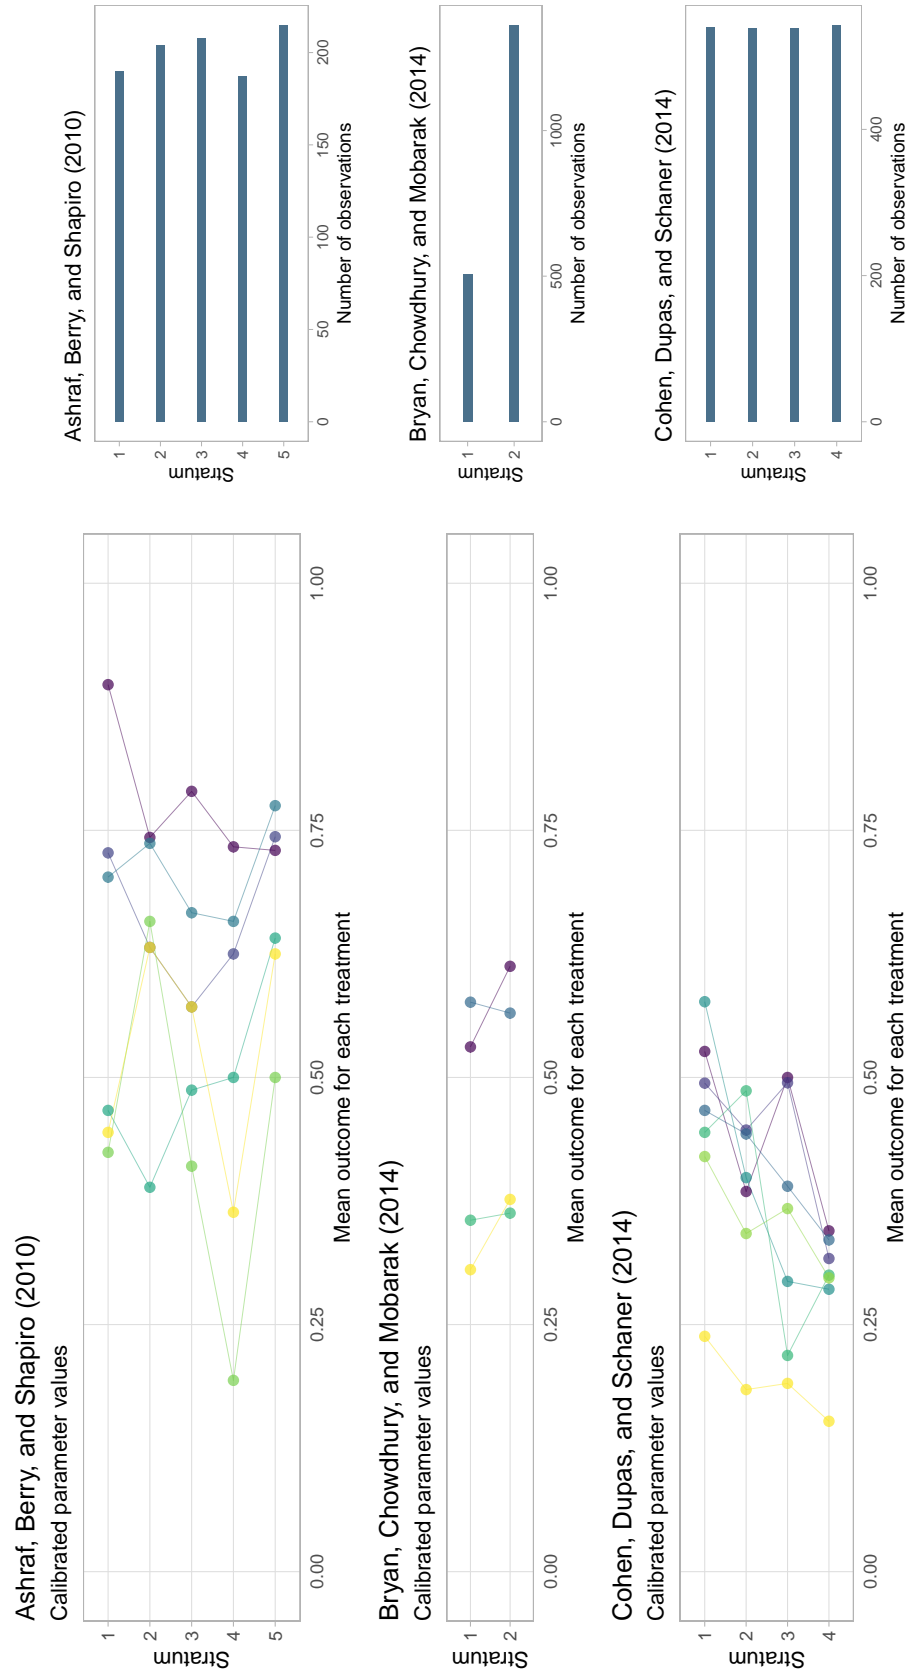 Ashraf, Berry, and Shapiro (2010)
Calibrated parameter values
1
2
3
4
5
Stratum
0.00
0.25
0.50
0.75
1.00
Mean outcome for each treatment
Ashraf, Berry, and Shapiro (2010)
1
2
3
4
5
Stratum
0
50
100
150
200
Number of observations
Bryan, Chowdhury, and Mobarak (2014)
Calibrated parameter values
1
2
Stratum
0.00
0.25
0.50
0.75
1.00
Mean outcome for each treatment
Bryan, Chowdhury, and Mobarak (2014)
1
2
Stratum
0
500
1000
Number of observations
Cohen, Dupas, and Schaner (2014)
Calibrated parameter values
1
2
3
4
Stratum
0.00
0.25
0.50
0.75
1.00
Mean outcome for each treatment
Cohen, Dupas, and Schaner (2014)
1
2
3
4
Stratum
0
200
400
Number of observations